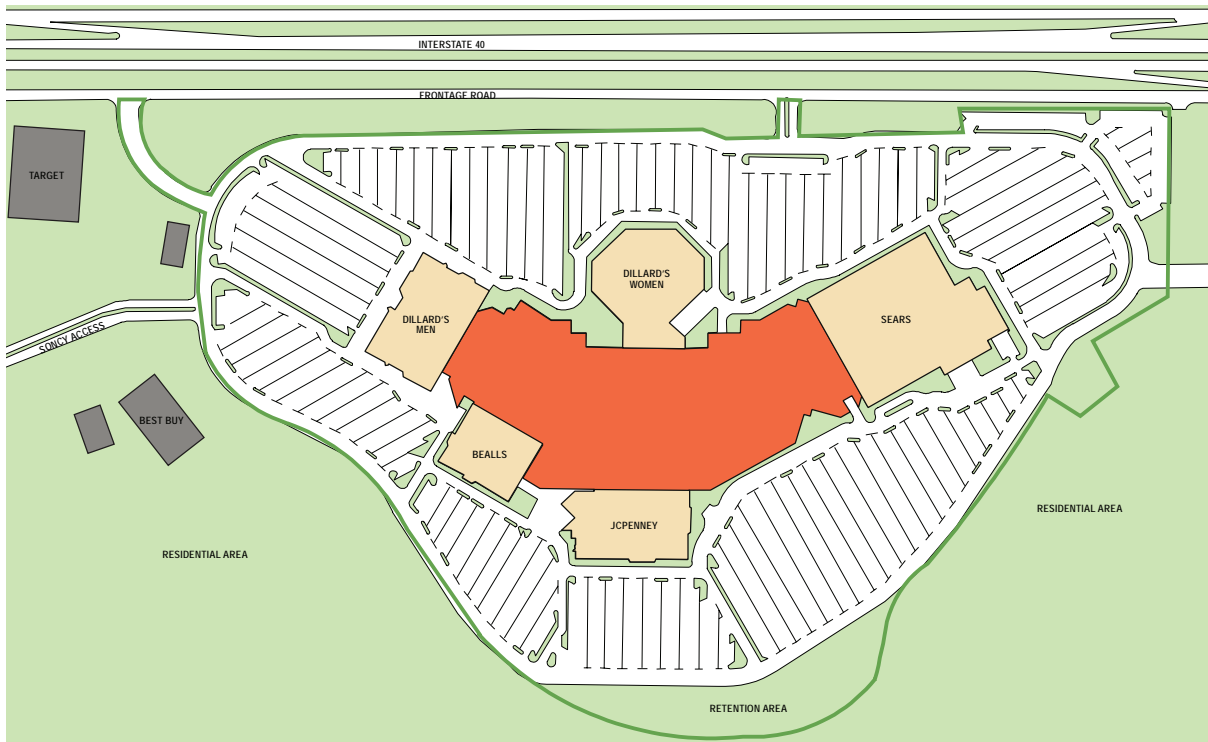 INTERSTATE 40
FRONTAGE ROAD
TARGET
DILLARD'S
WOMEN
DILLARD'S
MEN
SEARS
SONCY ACCESS
BEST BUY
BEALLS
JCPENNEY
RESIDENTIAL AREA
RESIDENTIAL AREA
RETENTION AREA